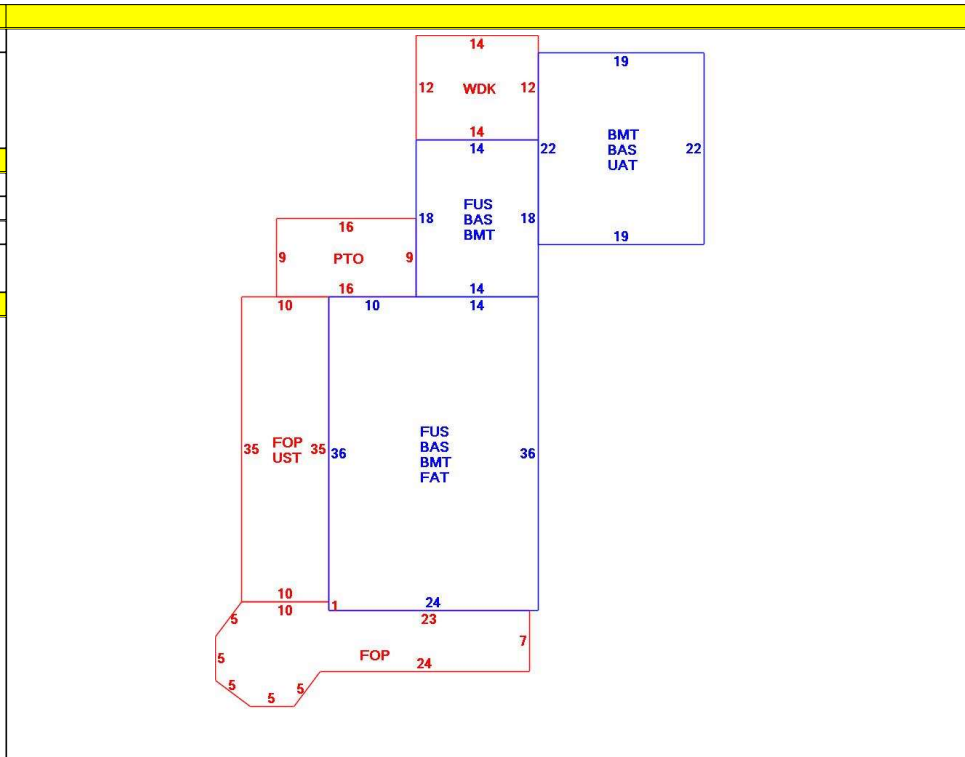 14
19
12 WDK 12
14
14
BMT
22 BAS 22
UAT
FUS
18 BAS 18
BMT
19
16
9 PTO 9
16
14
10
10
14
35 FOP 35
UST
36
FUS
BAS
BMT
FAT
36
10
10
1
24
23
5
7
5
FOP
24
5
5
5